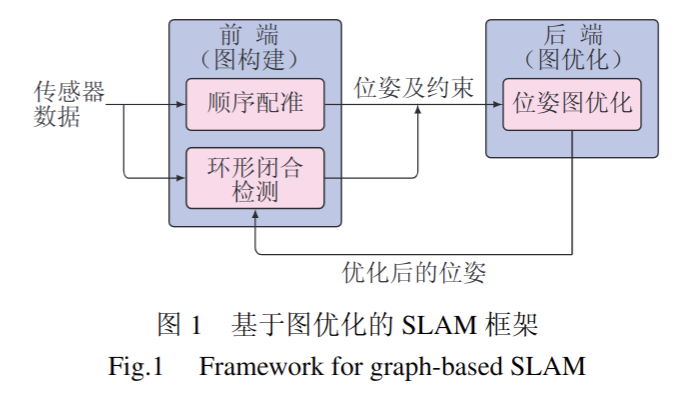 前 端
（图构建）
后 端
（图优化）
传感器
数据
顺序配准
位姿及约束
位姿图优化
环形闭合
检测
优化后的位姿
图 1 基于图优化的 SLAM 框架
Fig.1 Framework for graph-based SLAM